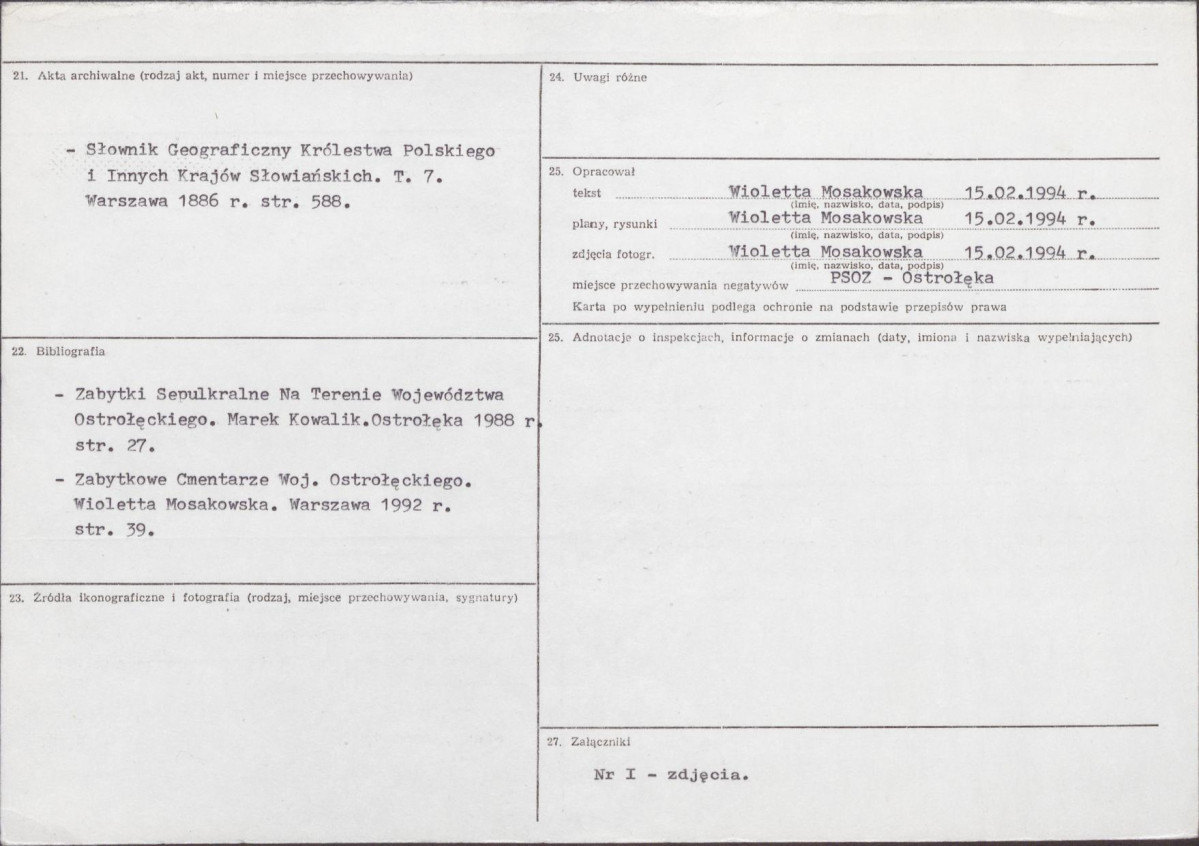 21. Akta archiwalne (rodzaj akt, numer i miejsce przechowywania)
- Słownik Geograficzny Królestwa Polskiego
i Innych Krajów Słowiańskich. T. 7.
Warszawa 1886 r. str. 588.
22. Bibliografia
- Zabytki Sepulkralne Na Terenie Województwa
Ostrołęckiego. Marek Kowalik.Ostrołęka 1988 r.
str. 27.
- Zabytkowe Cmentarze Woj. Ostrołęckiego.
Wioletta Mosakowska. Warszawa 1992 r.
str. 39.
23. Źródła ikonograficzne i fotografia (rodzaj, miejsce przechowywania, sygnatury)
24. Uwagi różne
25. Opracował
tekst Wioletta Mosakowska 15.02.1994 r.
(imię, nazwisko, data, podpis)
plany, rysunki Wioletta Mosakowska 15.02.1994 r.
(imię, nazwisko, data, podpis)
zdjęcia fotogr. Wioletta Mosakowska 15.02.1994 r.
(imię, nazwisko, data, podpis)
miejsce przechowywania negatywów PSOZ - Ostrołęka
Karta po wypełnieniu podlega ochronie na podstawie przepisów prawa
25. Adnotacje o inspekcjach, informacje o zmianach (daty, imiona i nazwiska wypełniających)
27. Załączniki
Nr I - zdjęcia.